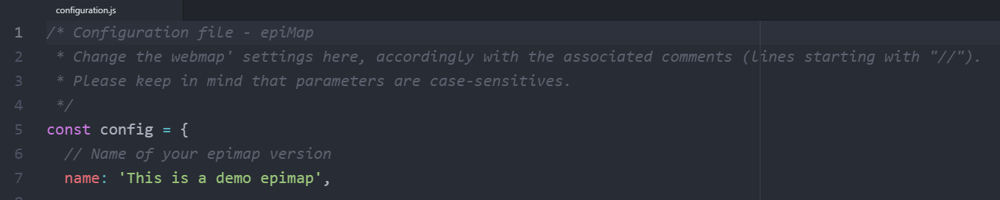 configuration.js
1 /* Configuration file - epiMap
2 * Change the webmap' settings here, accordingly with the associated comments (lines starting with "//").
3 * Please keep in mind that parameters are case-sensitives.
4 */
5 const config = {
6 // Name of your epimap version
7 name: 'This is a demo epimap',